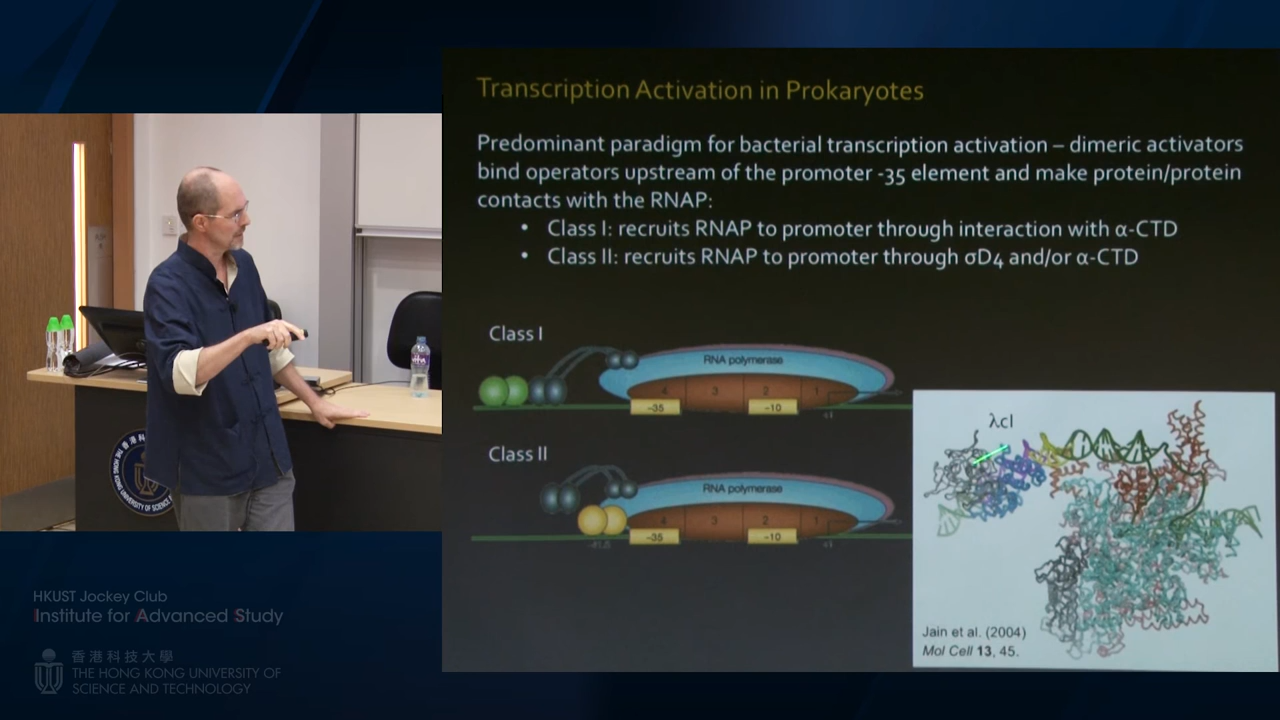 Transcription Activation in Prokaryotes
Predominant paradigm for bacterial transcription activation – dimeric activators
bind operators upstream of the promoter -35 element and make protein/protein
contacts with the RNAP:
• Class I: recruits RNAP to promoter through interaction with α-CTD
• Class II: recruits RNAP to promoter through σD4 and/or α-CTD
Class I
RNA polymerase
4 3 2 1
-35 -10 +1
Class II
RNA polymerase
4 3 2 1
-35 -10
-41.5 +1
λcI
Jain et al. (2004)
Mol Cell 13, 45.
HKUST Jockey Club
Institute for Advanced Study
香港科技大學
THE HONG KONG UNIVERSITY OF
SCIENCE AND TECHNOLOGY